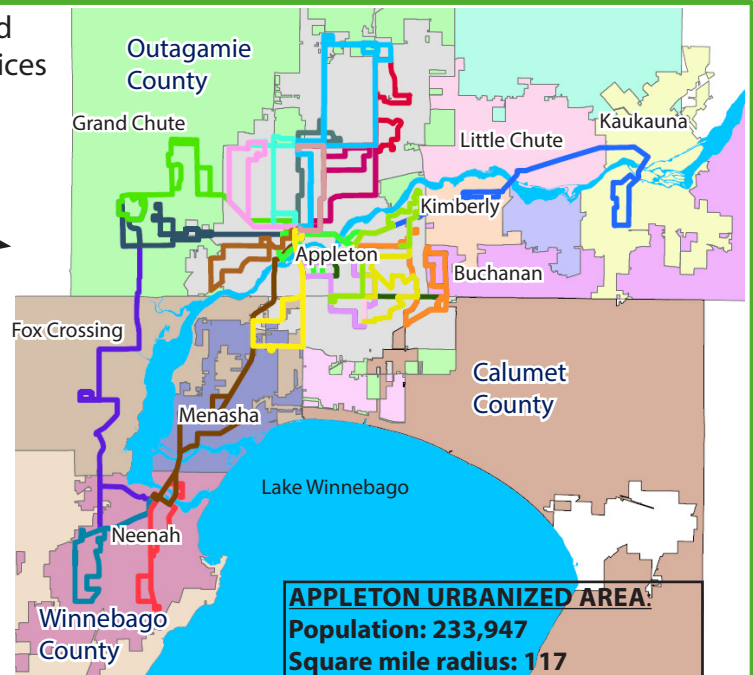 d
ices
Outagamie
County
Grand Chute
Kaukauna
Little Chute
Kimberly
Appleton
Buchanan
Fox Crossing
Calumet
County
Menasha
Lake Winnebago
Neenah
Winnebago
County
APPLETON URBANIZED AREA:
Population: 233,947
Square mile radius: 117